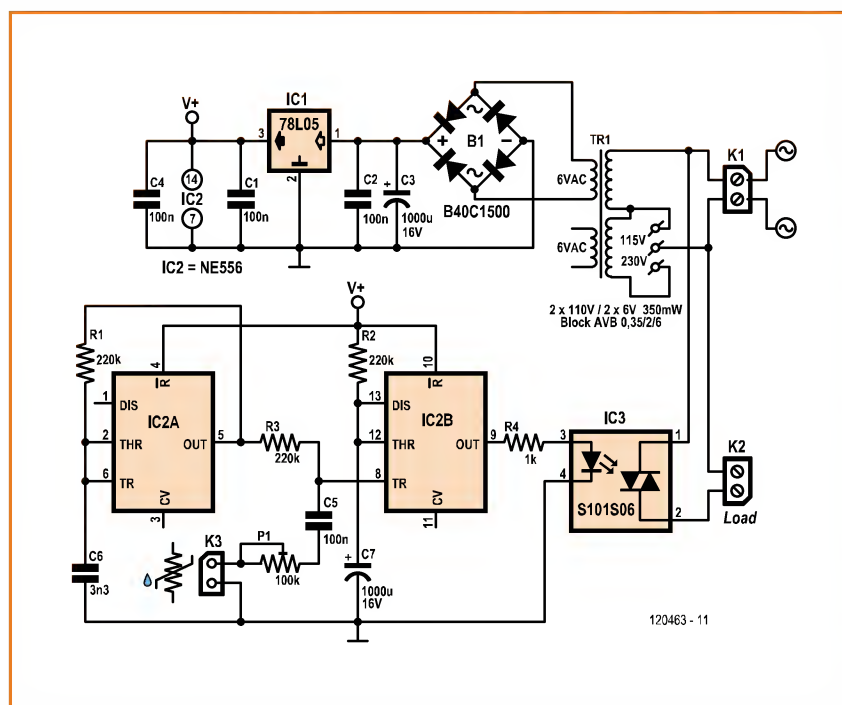 V+
IC1
78L05
3
1
2
C4
100n
14
IC2
7
C1
100n
C2
100n
C3
+
1000u
16V
+
B1
–
B40C1500
IC2 = NE556
TR1
6VAC
6VAC
115V
230V
K1
2 x 110V / 2 x 6V 350mW
Block AVB 0,35/2/6
V+
R1
220k
4
R
1
DIS
IC2A
2
THR
OUT
5
6
TR
CV
3
R3
220k
R2
220k
10
R
13
DIS
IC2B
12
THR
OUT
9
8
TR
CV
11
R4
1k
IC3
3
1
4
S101S06
2
K2
Load
C5
100n
C6
3n3
K3
P1
100k
C7
+
1000u
16V
120463 - 11